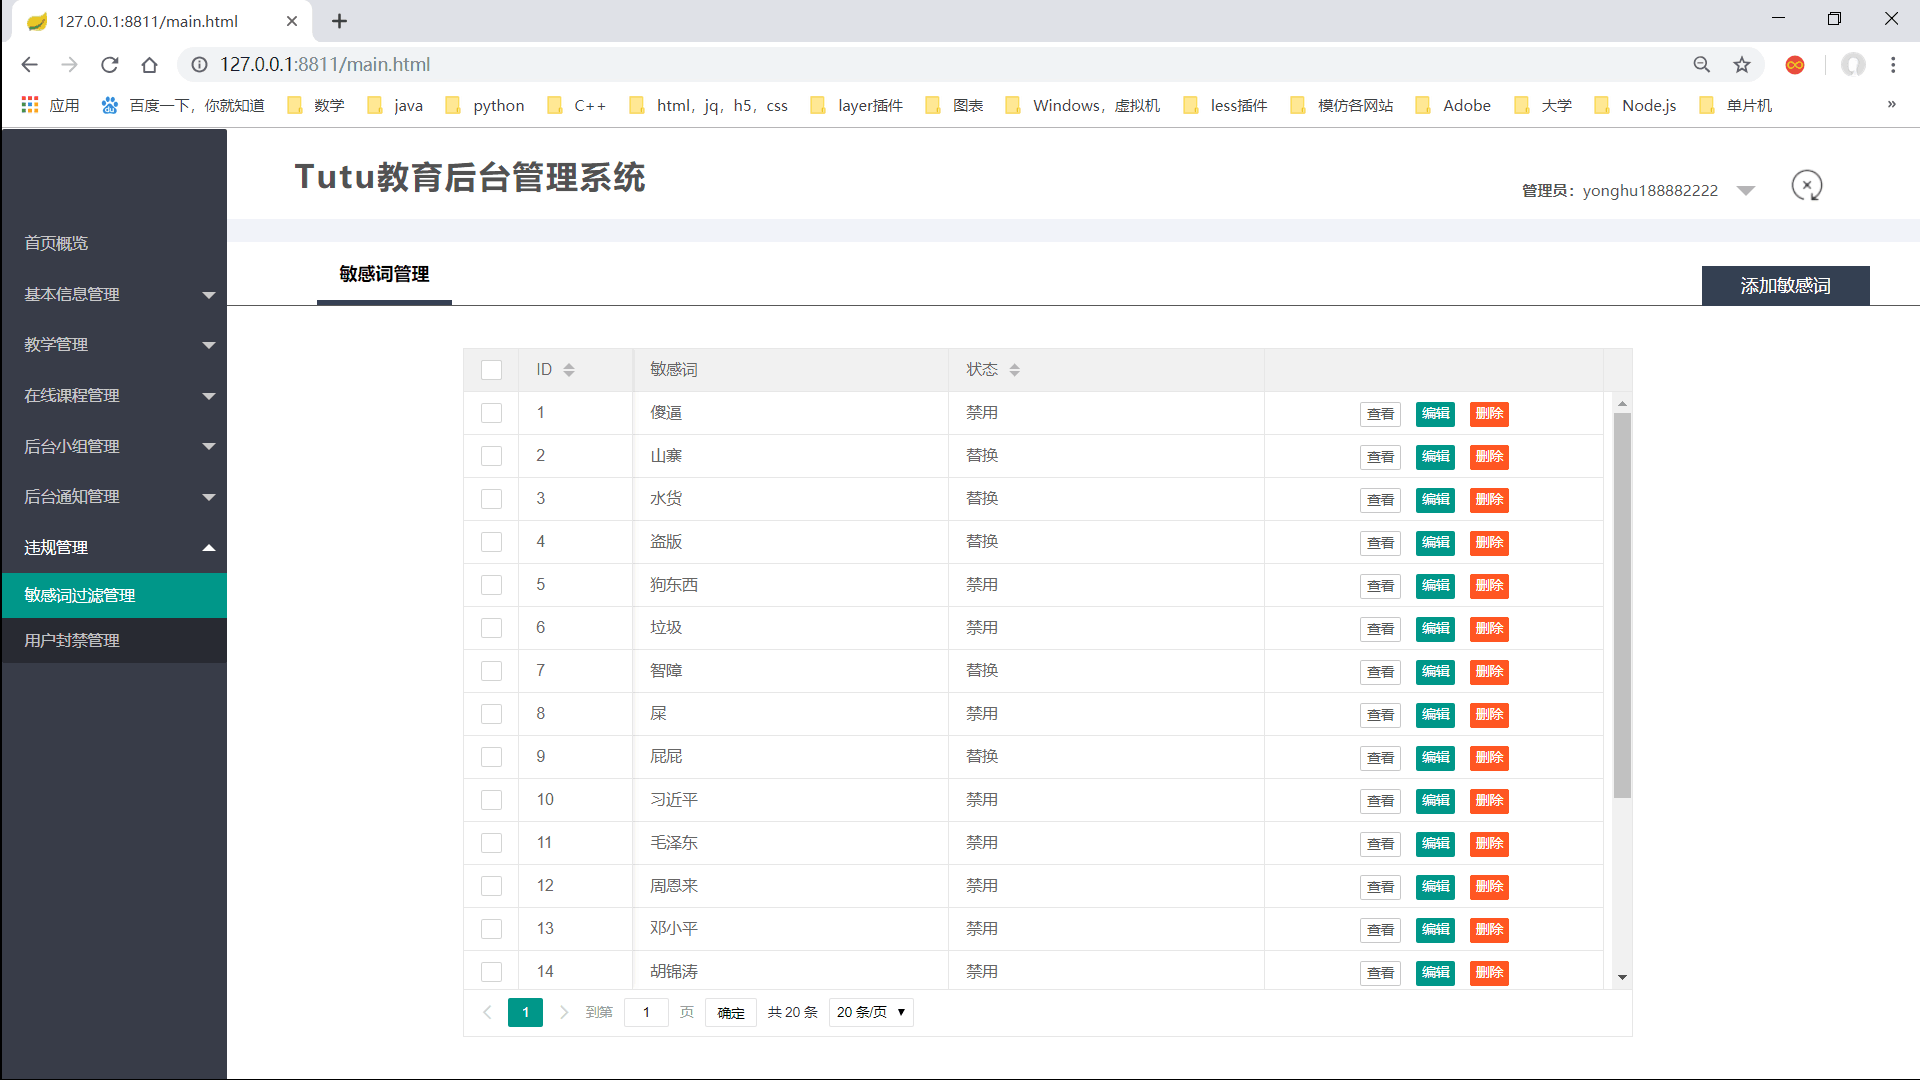 127.0.0.1:8811/main.html
127.0.0.1:8811/main.html
应用 百度一下，你就知道 数学 java python C++ html，jq，h5，css layer插件 图表 Windows，虚拟机 less插件 模仿各网站 Adobe 大学 Node.js 单片机 »
Tutu教育后台管理系统
管理员：yonghu188882222
首页概览
基本信息管理
教学管理
在线课程管理
后台小组管理
后台通知管理
违规管理
敏感词过滤管理
用户封禁管理
敏感词管理
添加敏感词
ID 敏感词 状态
1 傻逼 禁用 查看 编辑 删除
2 山寨 替换 查看 编辑 删除
3 水货 替换 查看 编辑 删除
4 盗版 替换 查看 编辑 删除
5 狗东西 禁用 查看 编辑 删除
6 垃圾 禁用 查看 编辑 删除
7 智障 替换 查看 编辑 删除
8 屎 禁用 查看 编辑 删除
9 屁屁 替换 查看 编辑 删除
10 习近平 禁用 查看 编辑 删除
11 毛泽东 禁用 查看 编辑 删除
12 周恩来 禁用 查看 编辑 删除
13 邓小平 禁用 查看 编辑 删除
14 胡锦涛 禁用 查看 编辑 删除
1 到第 1 页 确定 共 20 条 20 条/页